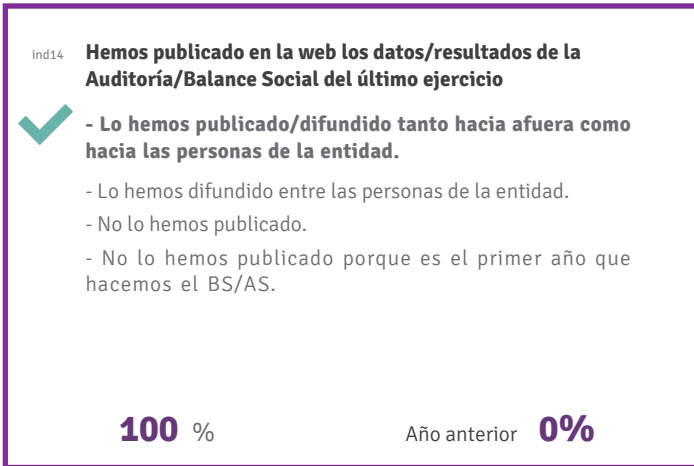 ind14 Hemos publicado en la web los datos/resultados de la
Auditoría/Balance Social del último ejercicio
- Lo hemos publicado/difundido tanto hacia afuera como
hacia las personas de la entidad.
- Lo hemos difundido entre las personas de la entidad.
- No lo hemos publicado.
- No lo hemos publicado porque es el primer año que
hacemos el BS/AS.
100 % Año anterior 0%